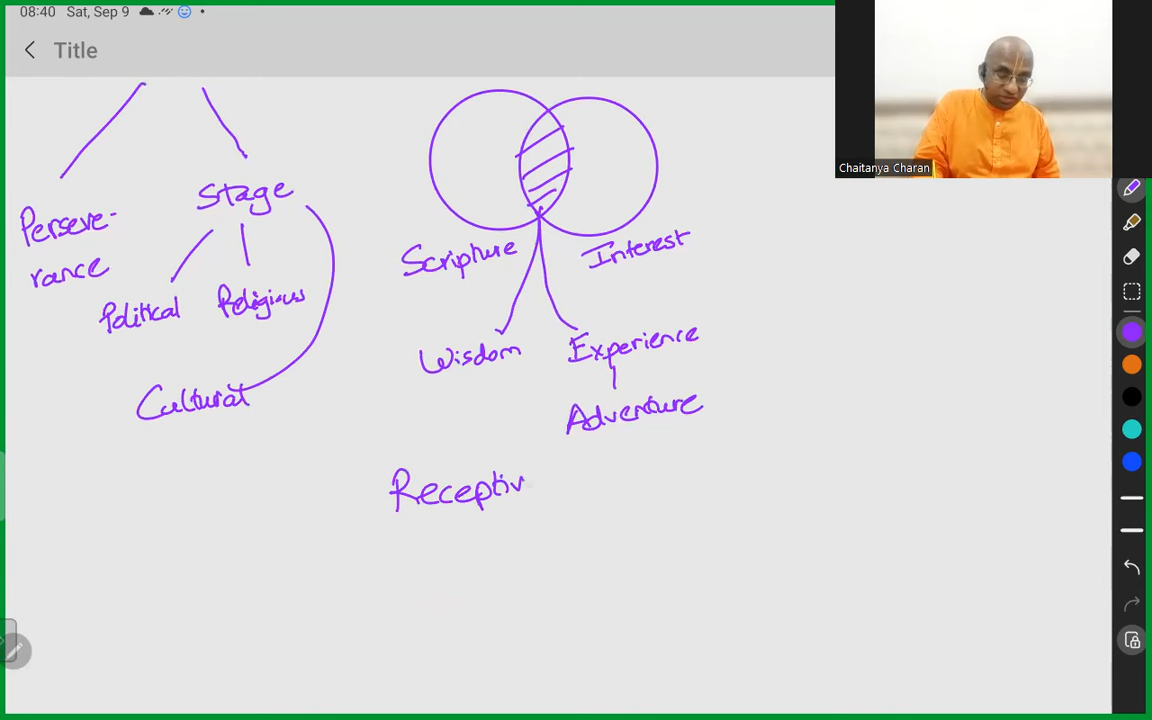 08:40 Sat, Sep 9
Title
Chaitanya Charan
Perseve-
rance
Stage
Political
Religious
Cultural
Scripture
Interest
Wisdom
Experience
Adventure
Receptiv